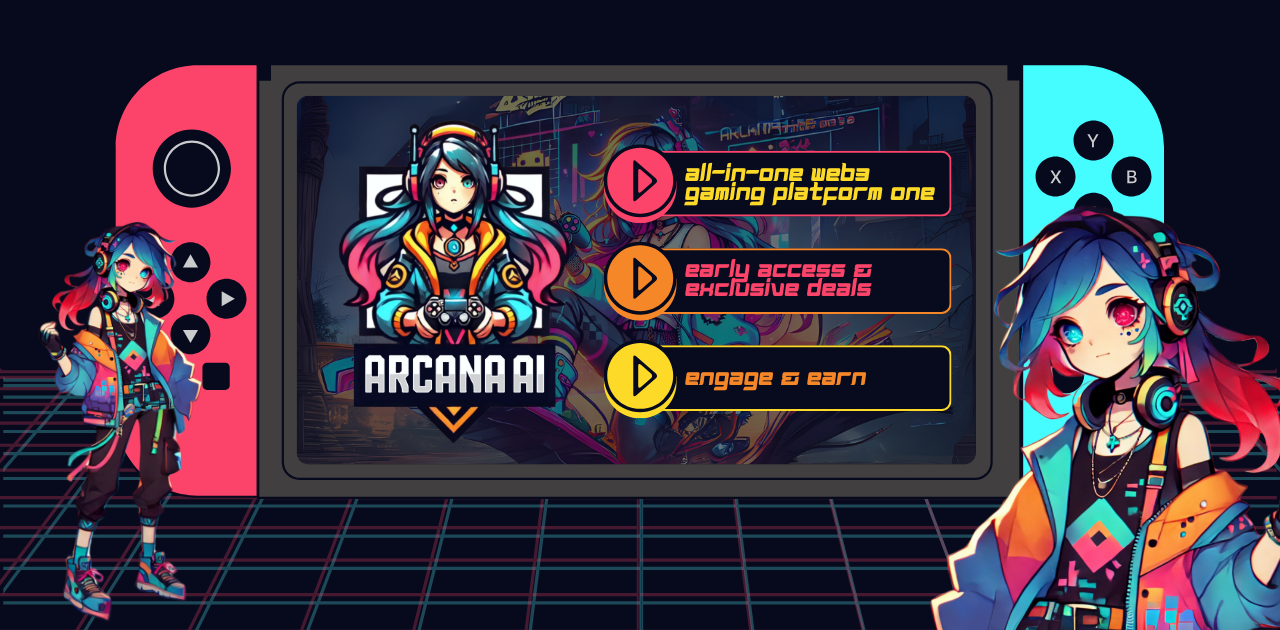 ARCANA AI
all-in-one web3
gaming platform one
early access &
exclusive deals
engage & earn
Y
X
B